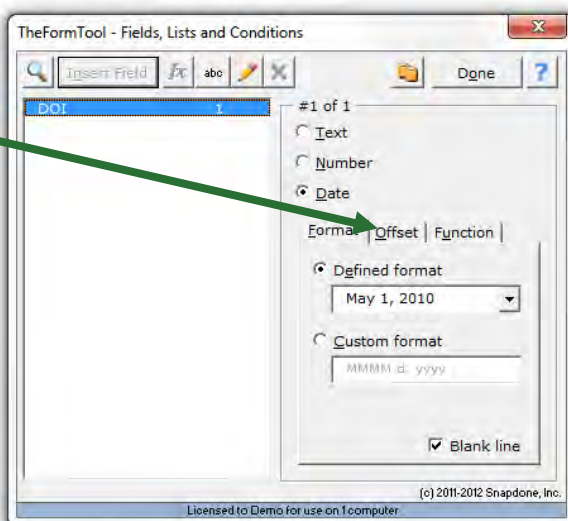 TheFormTool - Fields, Lists and Conditions
Insert Field fx abc Done ?
DOI 1
#1 of 1
Text
Number
Date
Format Offset Function
Defined format
May 1, 2010
Custom format
MMMM d, yyyy
Blank line
(c) 2011-2012 Snapdone, Inc.
Licensed to Demo for use on 1 computer